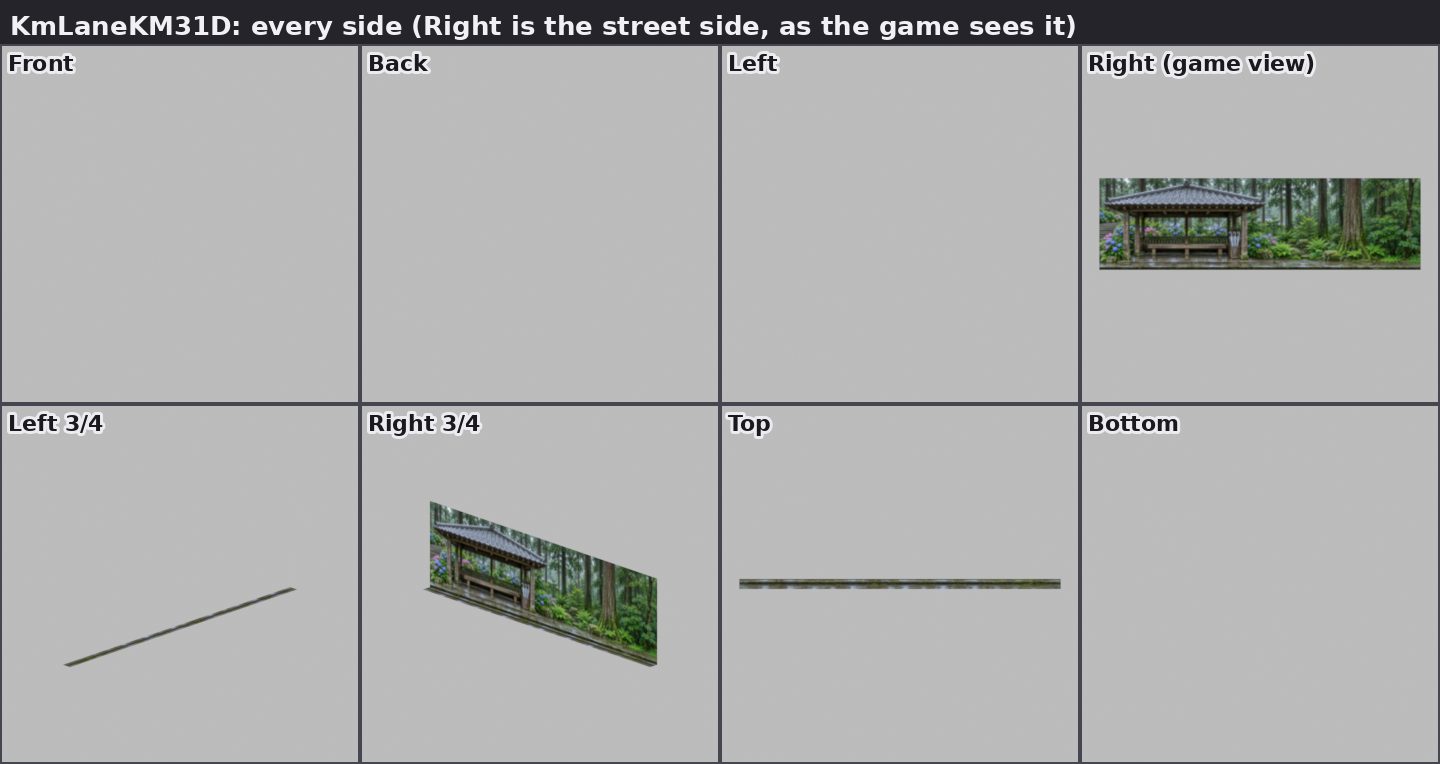 KmLaneKM31D: every side (Right is the street side, as the game sees it)
Front
Back
Left
Right (game view)
Left 3/4
Right 3/4
Top
Bottom